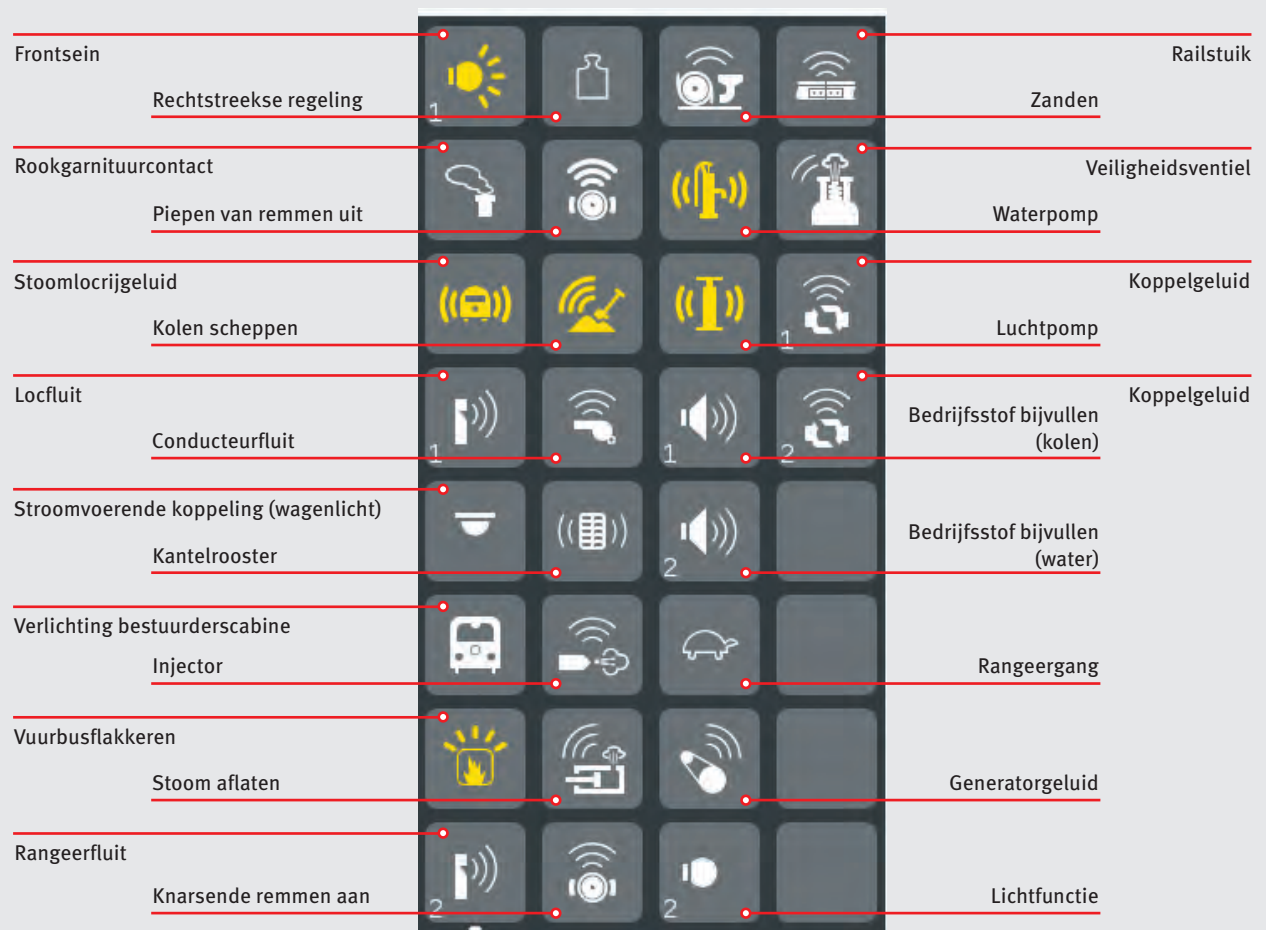 Frontsein
Railstuik
Rechtstreekse regeling
Zanden
1
Rookgarnituurcontact
Veiligheidsventiel
Piepen van remmen uit
Waterpomp
Stoomlocrijgeluid
Koppelgeluid
Kolen scheppen
Luchtpomp
1
Locfluit
Koppelgeluid
Conducteurfluit
Bedrijfsstof bijvullen
(kolen)
1
1
2
Stroomvoerende koppeling (wagenlicht)
Kantelrooster
Bedrijfsstof bijvullen
(water)
2
Verlichting bestuurderscabine
Injector
Rangeergang
Vuurbusflakkeren
Stoom aflaten
Generatorgeluid
Rangeerfluit
Knarsende remmen aan
Lichtfunctie
2
2